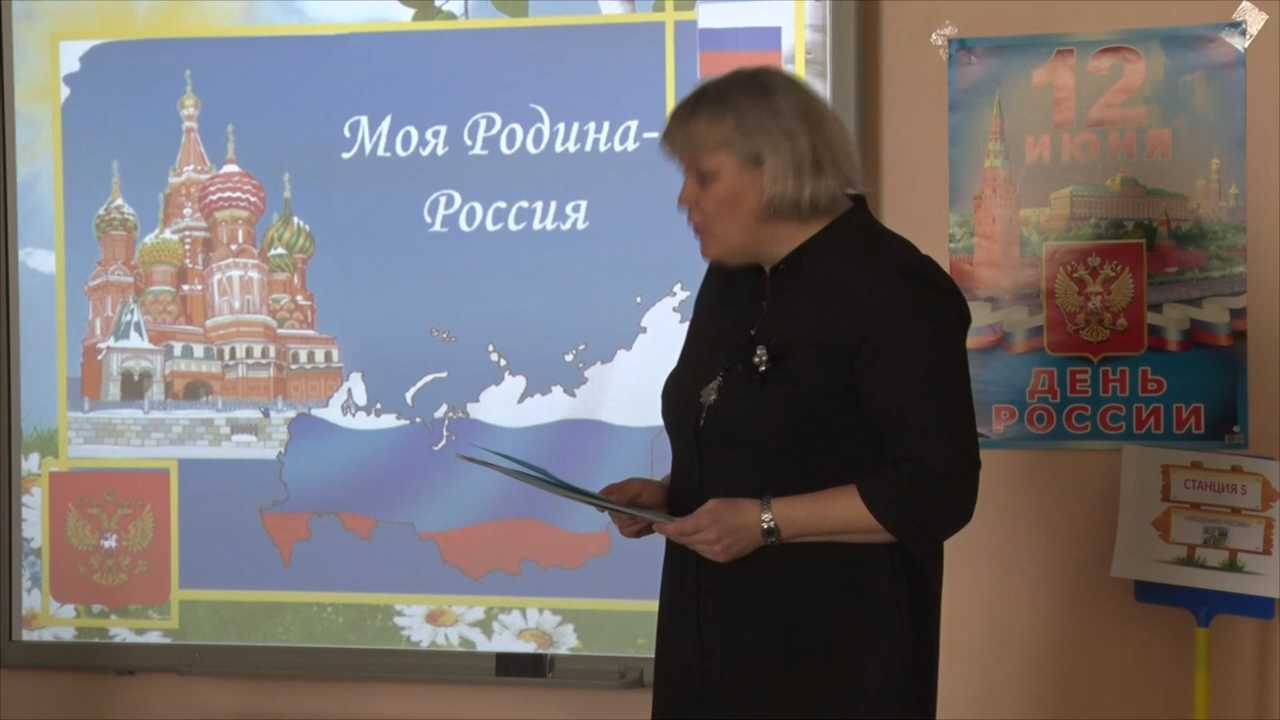 Моя Родина-
Россия
12
ИЮНЯ
ДЕНЬ
РОССИИ
СТАНЦИЯ 5